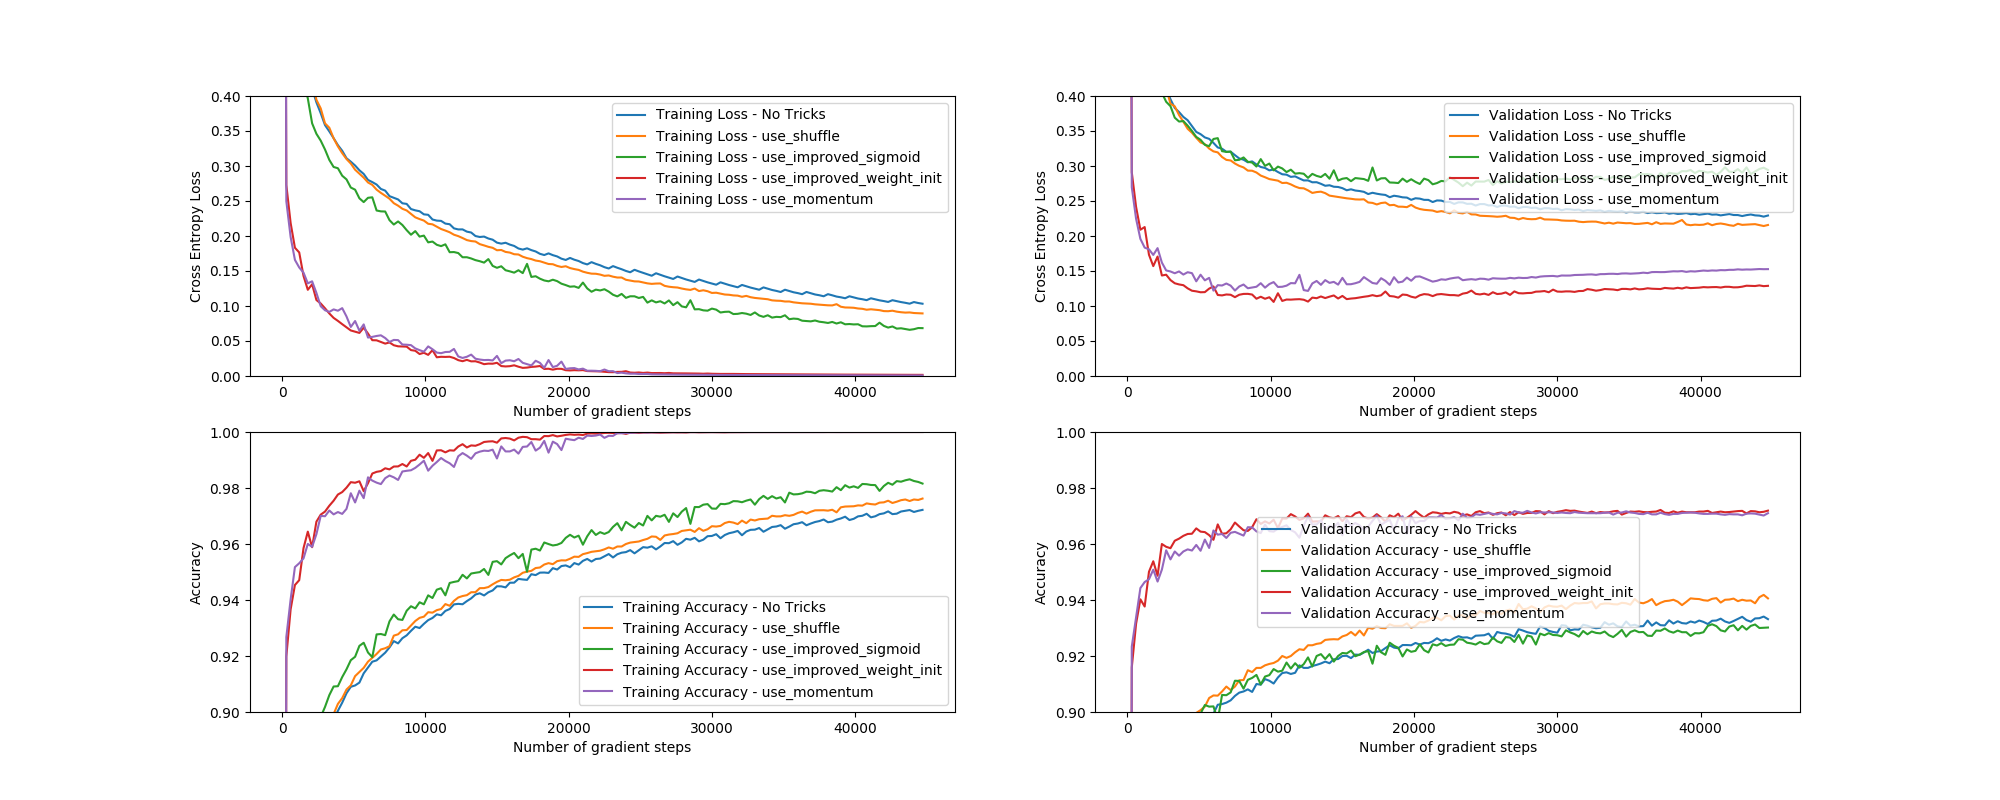 0.40
0.35
0.30
0.25
0.20
0.15
0.10
0.05
0.00
Cross Entropy Loss
Training Loss - No Tricks
Training Loss - use_shuffle
Training Loss - use_improved_sigmoid
Training Loss - use_improved_weight_init
Training Loss - use_momentum
0 10000 20000 30000 40000
Number of gradient steps
0.40
0.35
0.30
0.25
0.20
0.15
0.10
0.05
0.00
Cross Entropy Loss
Validation Loss - No Tricks
Validation Loss - use_shuffle
Validation Loss - use_improved_sigmoid
Validation Loss - use_improved_weight_init
Validation Loss - use_momentum
0 10000 20000 30000 40000
Number of gradient steps
1.00
0.98
0.96
0.94
0.92
0.90
Accuracy
Training Accuracy - No Tricks
Training Accuracy - use_shuffle
Training Accuracy - use_improved_sigmoid
Training Accuracy - use_improved_weight_init
Training Accuracy - use_momentum
0 10000 20000 30000 40000
Number of gradient steps
1.00
0.98
0.96
0.94
0.92
0.90
Accuracy
Validation Accuracy - No Tricks
Validation Accuracy - use_shuffle
Validation Accuracy - use_improved_sigmoid
Validation Accuracy - use_improved_weight_init
Validation Accuracy - use_momentum
0 10000 20000 30000 40000
Number of gradient steps